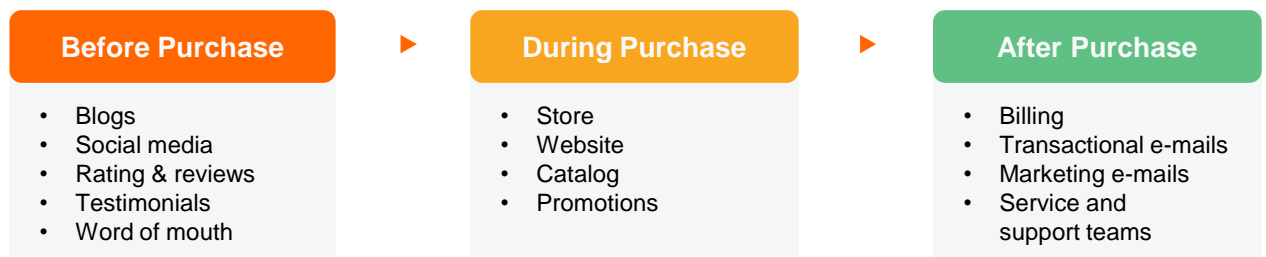 Before Purchase
• Blogs
• Social media
• Rating & reviews
• Testimonials
• Word of mouth
During Purchase
• Store
• Website
• Catalog
• Promotions
After Purchase
• Billing
• Transactional e-mails
• Marketing e-mails
• Service and
support teams